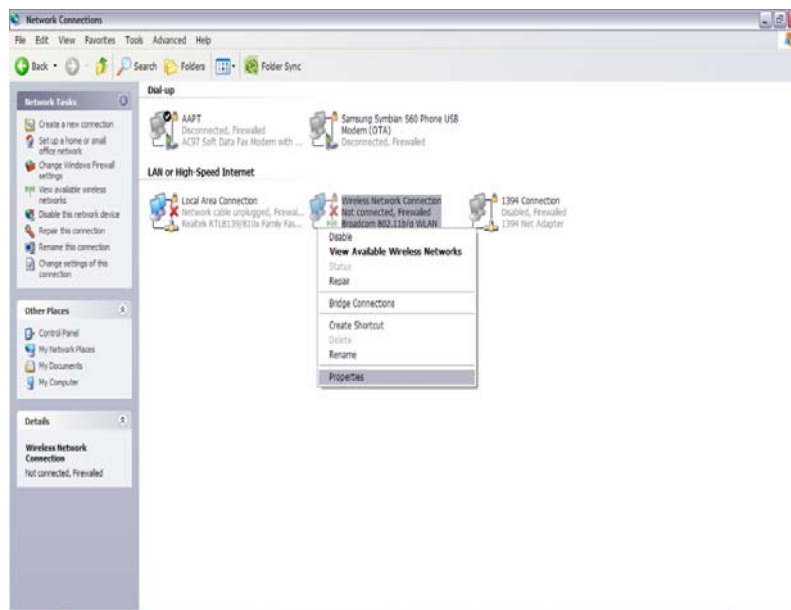 Network Connections
File Edit View Favorites Tools Advanced Help
Back Search Folders Folder Sync
Network Tasks
Create a new connection
Set up a home or small
office network
Change Windows Firewall
settings
View available wireless
networks
Disable this network device
Repair this connection
Rename this connection
Change settings of this
connection
Other Places
Control Panel
My Network Places
My Documents
My Computer
Details
Wireless Network
Connection
Not connected, Firewalled
Dial-up
AAPT
Disconnected, Firewalled
AC97 Soft Data Fax Modem with ...
Samsung Symbian S60 Phone USB
Modem (OTA)
Disconnected, Firewalled
LAN or High-Speed Internet
Local Area Connection
Network cable unplugged, Firewal...
Realtek RTL8139/810x Family Fas...
Wireless Network Connection
Not connected, Firewalled
Broadcom 802.11b/g WLAN
1394 Connection
Disabled, Firewalled
1394 Net Adapter
Disable
View Available Wireless Networks
Status
Repair
Bridge Connections
Create Shortcut
Delete
Rename
Properties